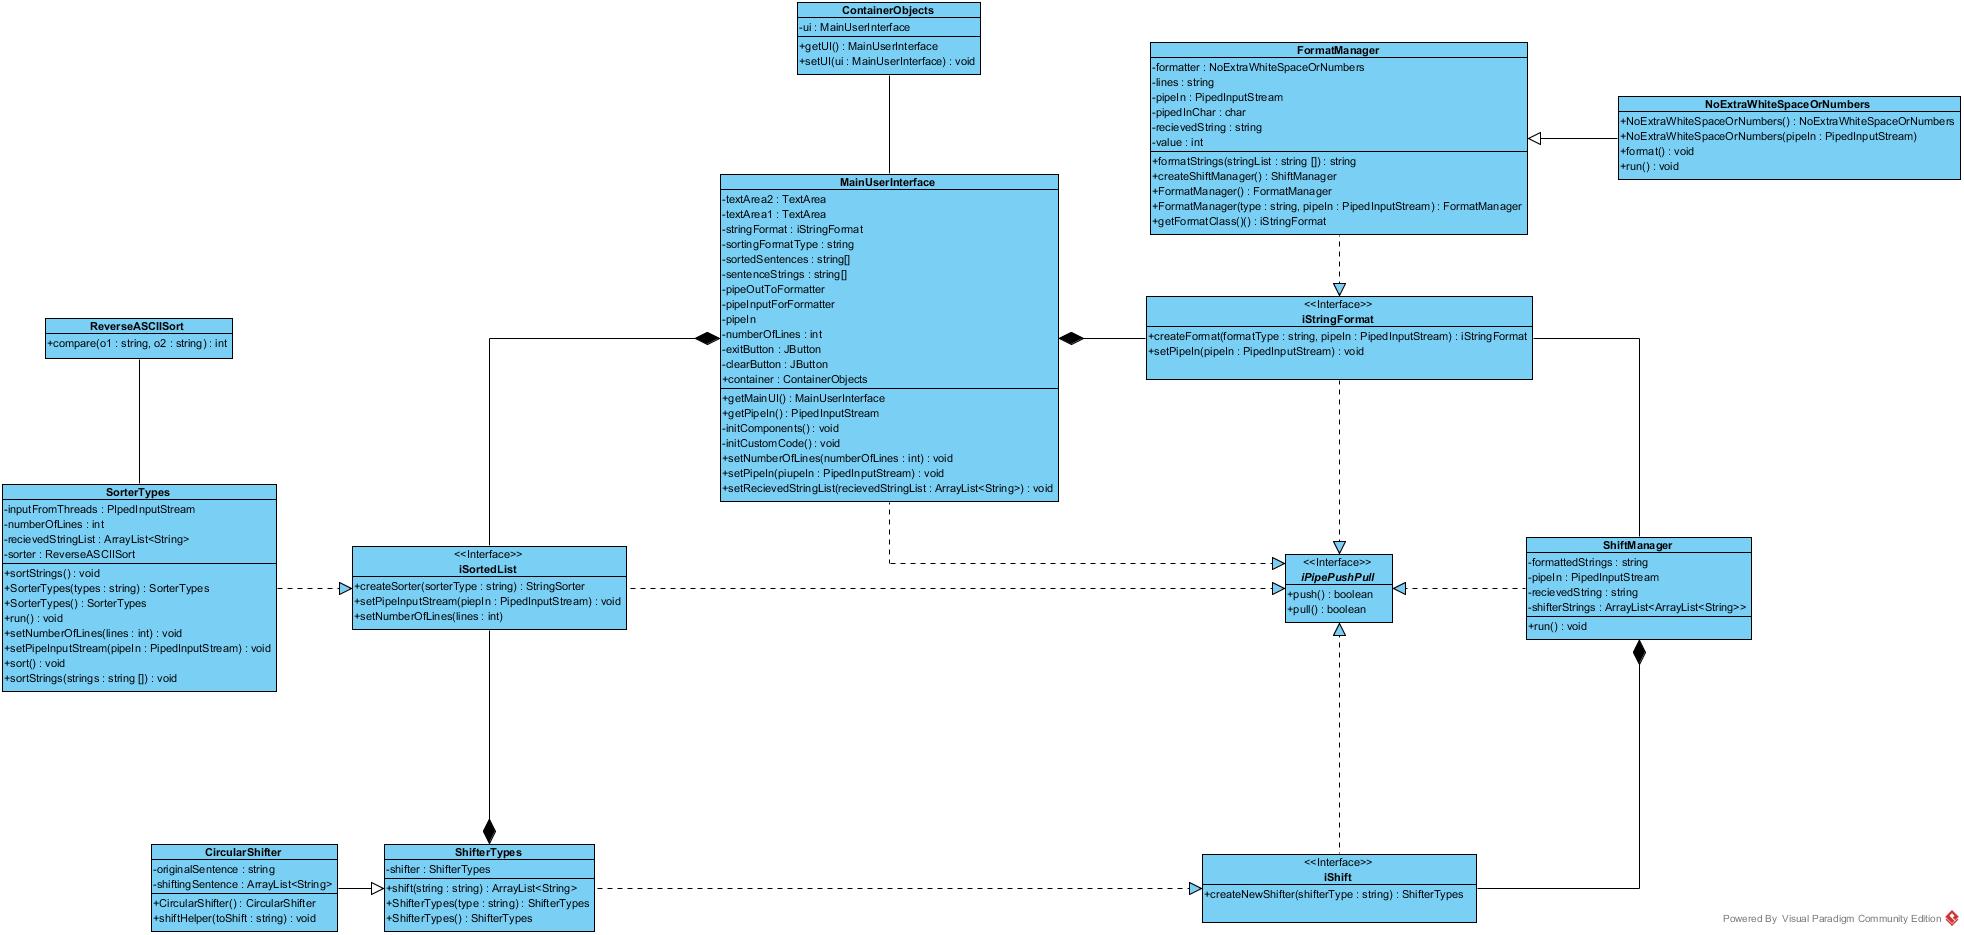 ContainerObjects
-ui : MainUserInterface
+getUI() : MainUserInterface
+setUI(ui : MainUserInterface) : void
FormatManager
-formatter : NoExtraWhiteSpaceOrNumbers
-lines : string
-pipeIn : PipedInputStream
-pipedInChar : char
-recievedString : string
-value : int
+formatStrings(stringList : string []) : string
+createShiftManager() : ShiftManager
+FormatManager() : FormatManager
+FormatManager(type : string, pipeIn : PipedInputStream) : FormatManager
+getFormatClass()() : iStringFormat
NoExtraWhiteSpaceOrNumbers
+NoExtraWhiteSpaceOrNumbers() : NoExtraWhiteSpaceOrNumbers
+NoExtraWhiteSpaceOrNumbers(pipeIn : PipedInputStream)
+format() : void
+run() : void
MainUserInterface
-textArea2 : TextArea
-textArea1 : TextArea
-stringFormat : iStringFormat
-sortingFormatType : string
-sortedSentences : string[]
-sentenceStrings : string[]
-pipeOutToFormatter
-pipeInputForFormatter
-pipeIn
-numberOfLines : int
-exitButton : JButton
-clearButton : JButton
+container : ContainerObjects
+getMainUI() : MainUserInterface
+getPipeIn() : PipedInputStream
-initComponents() : void
-initCustomCode() : void
+setNumberOfLines(numberOfLines : int) : void
+setPipeIn(piupeIn : PipedInputStream) : void
+setRecievedStringList(recievedStringList : ArrayList<String>) : void
<<Interface>>
iStringFormat
+createFormat(formatType : string, pipeIn : PipedInputStream) : iStringFormat
+setPipeIn(pipeIn : PipedInputStream) : void
ReverseASCIISort
+compare(o1 : string, o2 : string) : int
SorterTypes
-inputFromThreads : PIpedInputStream
-numberOfLines : int
-recievedStringList : ArrayList<String>
-sorter : ReverseASCIISort
+sortStrings() : void
+SorterTypes(types : string) : SorterTypes
+SorterTypes() : SorterTypes
+run() : void
+setNumberOfLines(lines : int) : void
+setPipeInputStream(pipeIn : PipedInputStream) : void
+sort() : void
+sortStrings(strings : string []) : void
<<Interface>>
iSortedList
+createSorter(sorterType : string) : StringSorter
+setPipeInputStream(piepIn : PipedInputStream) : void
+setNumberOfLines(lines : int)
<<Interface>>
iPipePushPull
+push() : boolean
+pull() : boolean
ShiftManager
-formattedStrings : string
-pipeIn : PipedInputStream
-recievedString : string
-shifterStrings : ArrayList<ArrayList<String>>
+run() : void
CircularShifter
-originalSentence : string
-shiftingSentence : ArrayList<String>
+CircularShifter() : CircularShifter
+shiftHelper(toShift : string) : void
ShifterTypes
-shifter : ShifterTypes
+shift(string : string) : ArrayList<String>
+ShifterTypes(type : string) : ShifterTypes
+ShifterTypes() : ShifterTypes
<<Interface>>
iShift
+createNewShifter(shifterType : string) : ShifterTypes
Powered By Visual Paradigm Community Edition